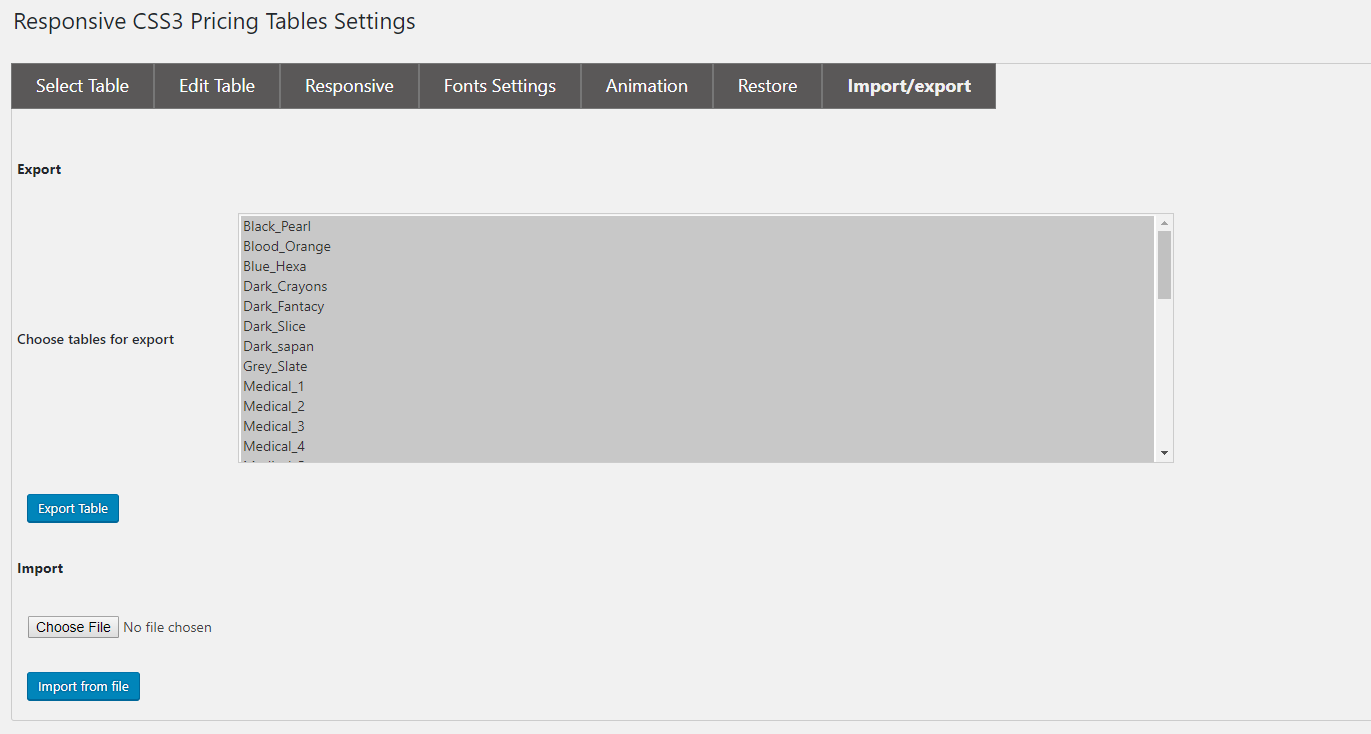 Responsive CSS3 Pricing Tables Settings
Select Table Edit Table Responsive Fonts Settings Animation Restore Import/export
Export
Black_Pearl
Blood_Orange
Blue_Hexa
Dark_Crayons
Dark_Fantacy
Dark_Slice
Choose tables for export
Dark_sapan
Grey_Slate
Medical_1
Medical_2
Medical_3
Medical_4
Export Table
Import
Choose File No file chosen
Import from file